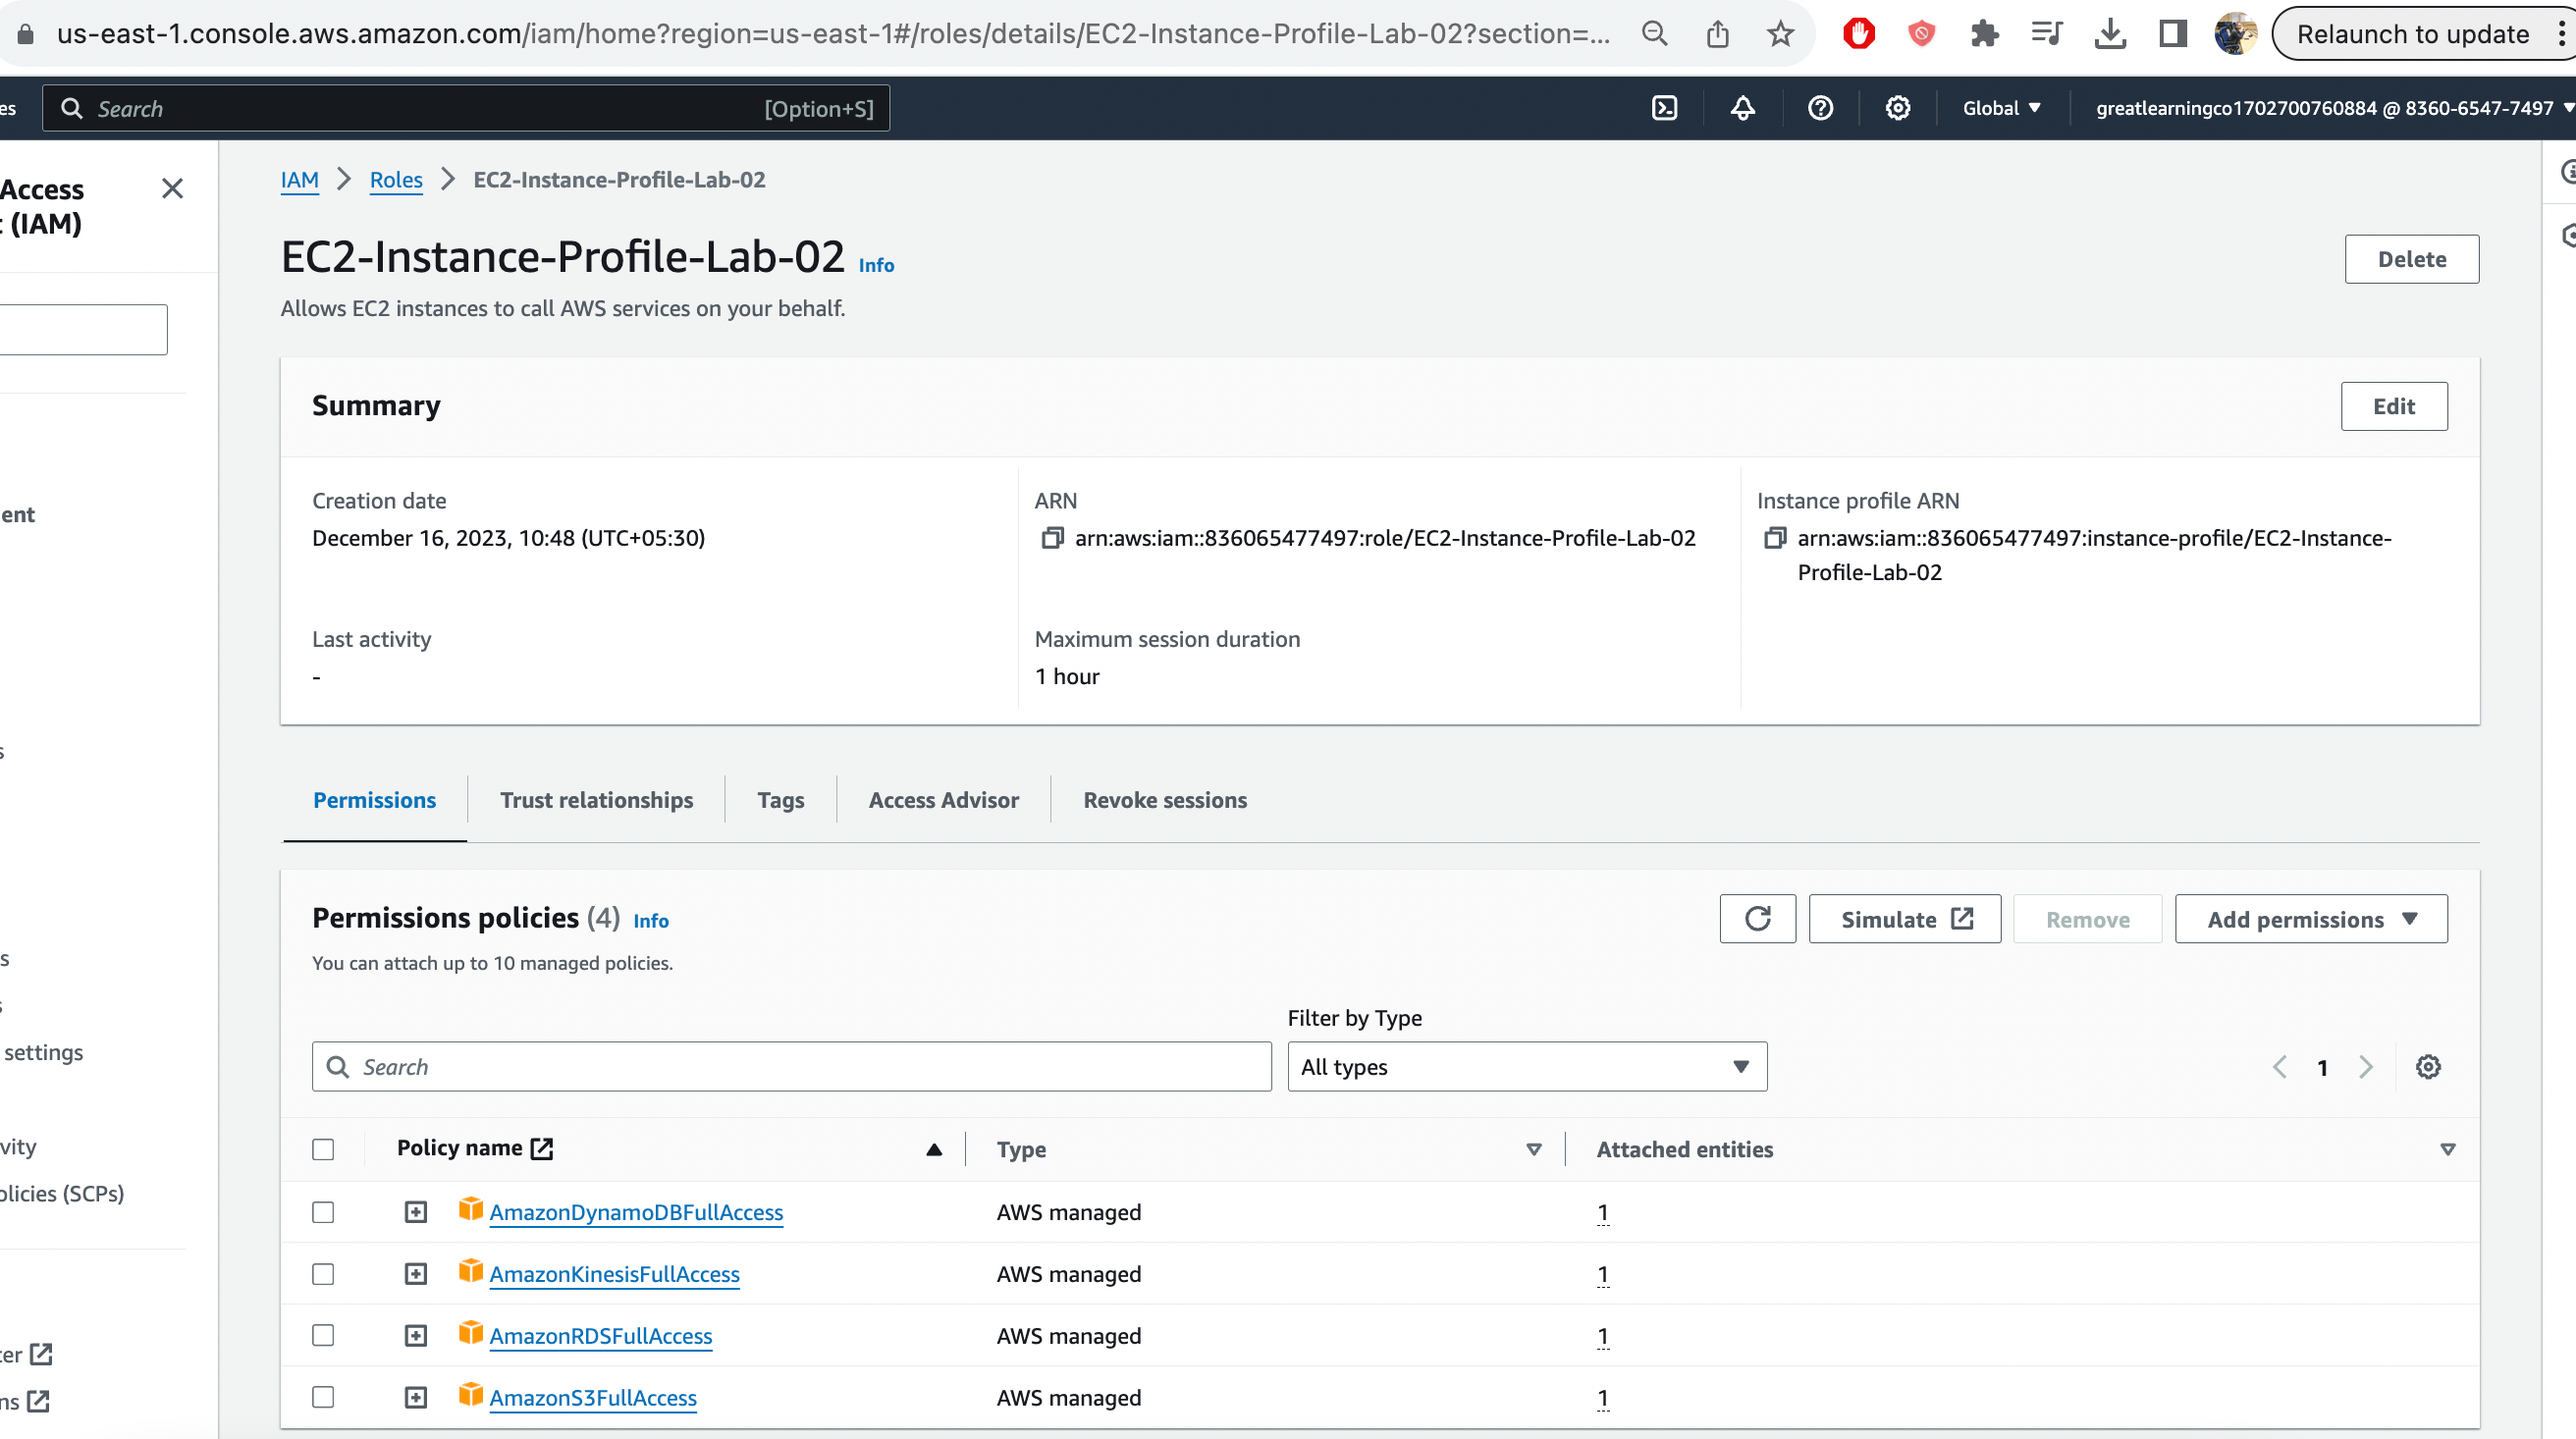 us-east-1.console.aws.amazon.com/iam/home?region=us-east-1#/roles/details/EC2-Instance-Profile-Lab-02?section=...
Relaunch to update
es
Search
[Option+S]
Global
greatlearningco1702700760884 @ 8360-6547-7497
Access
(IAM)
ent
s
s
s
settings
vity
olicies (SCPs)
ter
ns
IAM > Roles > EC2-Instance-Profile-Lab-02
EC2-Instance-Profile-Lab-02 Info
Delete
Allows EC2 instances to call AWS services on your behalf.
Summary
Edit
Creation date
December 16, 2023, 10:48 (UTC+05:30)
ARN
arn:aws:iam::836065477497:role/EC2-Instance-Profile-Lab-02
Instance profile ARN
arn:aws:iam::836065477497:instance-profile/EC2-Instance-
Profile-Lab-02
Last activity
-
Maximum session duration
1 hour
Permissions
Trust relationships
Tags
Access Advisor
Revoke sessions
Permissions policies (4) Info
Simulate
Remove
Add permissions
You can attach up to 10 managed policies.
Filter by Type
Search
All types
1
Policy name
Type
Attached entities
AmazonDynamoDBFullAccess AWS managed 1
AmazonKinesisFullAccess AWS managed 1
AmazonRDSFullAccess AWS managed 1
AmazonS3FullAccess AWS managed 1